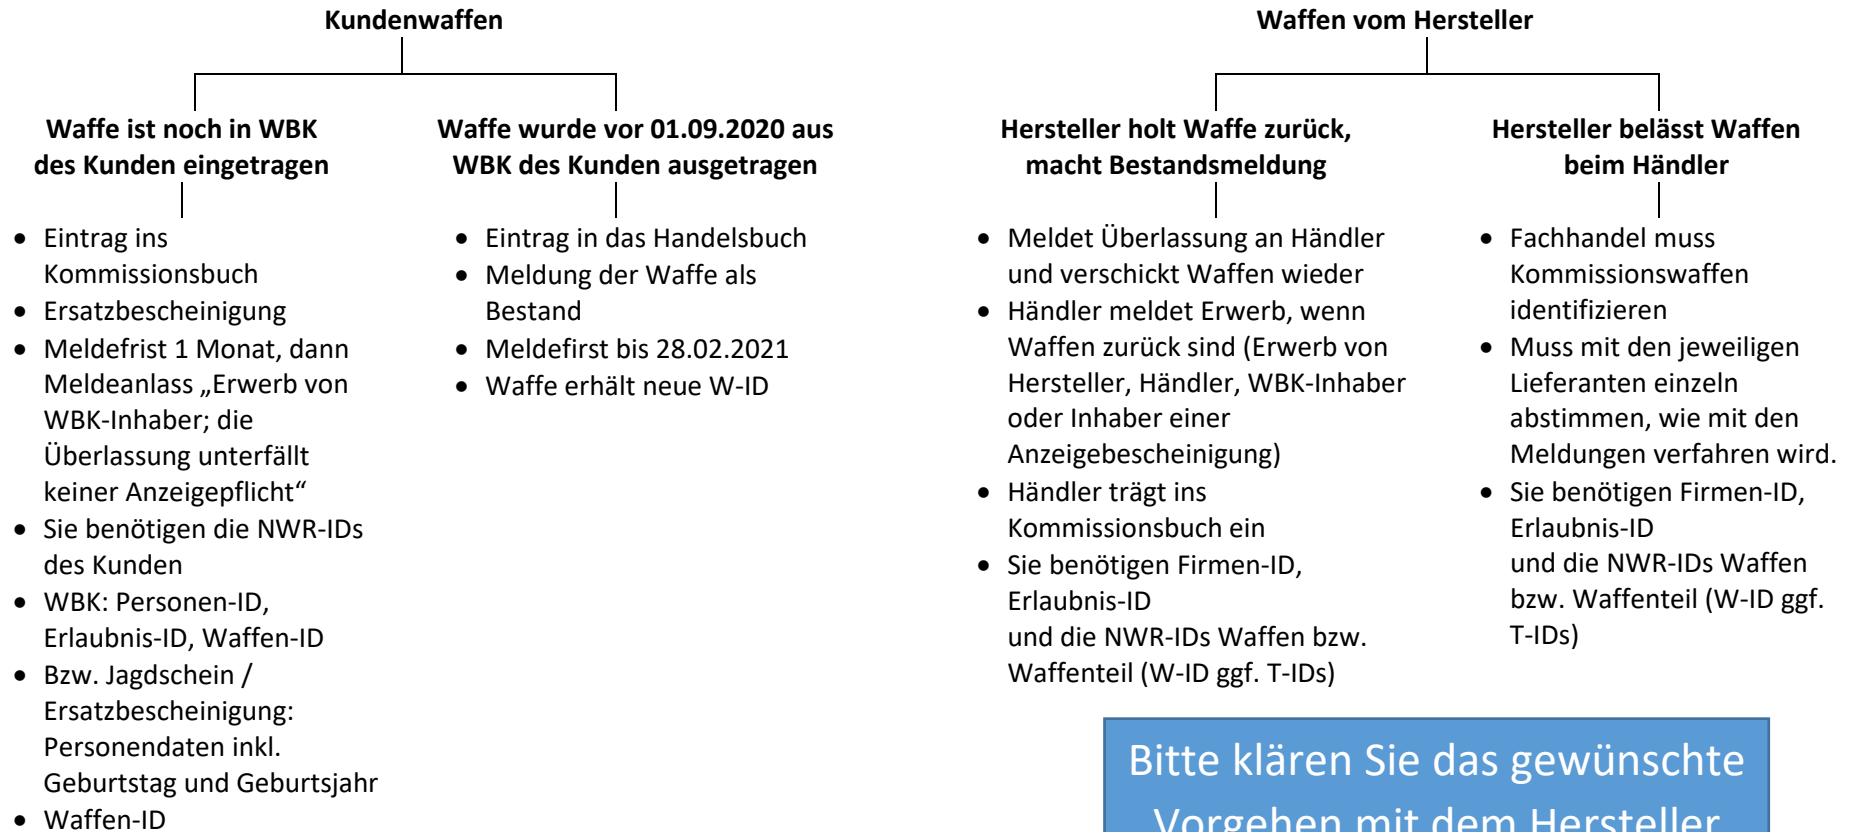 Kundenwaffen
Waffe ist noch in WBK
des Kunden eingetragen
• Eintrag ins
Kommissionsbuch
• Ersatzbescheinigung
• Meldefrist 1 Monat, dann
Meldeanlass „Erwerb von
WBK-Inhaber; die
Überlassung unterfällt
keiner Anzeigepflicht“
• Sie benötigen die NWR-IDs
des Kunden
• WBK: Personen-ID,
Erlaubnis-ID, Waffen-ID
• Bzw. Jagdschein /
Ersatzbescheinigung:
Personendaten inkl.
Geburtstag und Geburtsjahr
• Waffen-ID
Waffe wurde vor 01.09.2020 aus
WBK des Kunden ausgetragen
• Eintrag in das Handelsbuch
• Meldung der Waffe als
Bestand
• Meldefirst bis 28.02.2021
• Waffe erhält neue W-ID
Waffen vom Hersteller
Hersteller holt Waffe zurück,
macht Bestandsmeldung
• Meldet Überlassung an Händler
und verschickt Waffen wieder
• Händler meldet Erwerb, wenn
Waffen zurück sind (Erwerb von
Hersteller, Händler, WBK-Inhaber
oder Inhaber einer
Anzeigebescheinigung)
• Händler trägt ins
Kommissionsbuch ein
• Sie benötigen Firmen-ID,
Erlaubnis-ID
und die NWR-IDs Waffen bzw.
Waffenteil (W-ID ggf. T-IDs)
Hersteller belässt Waffen
beim Händler
• Fachhandel muss
Kommissionswaffen
identifizieren
• Muss mit den jeweiligen
Lieferanten einzeln
abstimmen, wie mit den
Meldungen verfahren wird.
• Sie benötigen Firmen-ID,
Erlaubnis-ID
und die NWR-IDs Waffen
bzw. Waffenteil (W-ID ggf.
T-IDs)
Bitte klären Sie das gewünschte
Vorgehen mit dem Hersteller